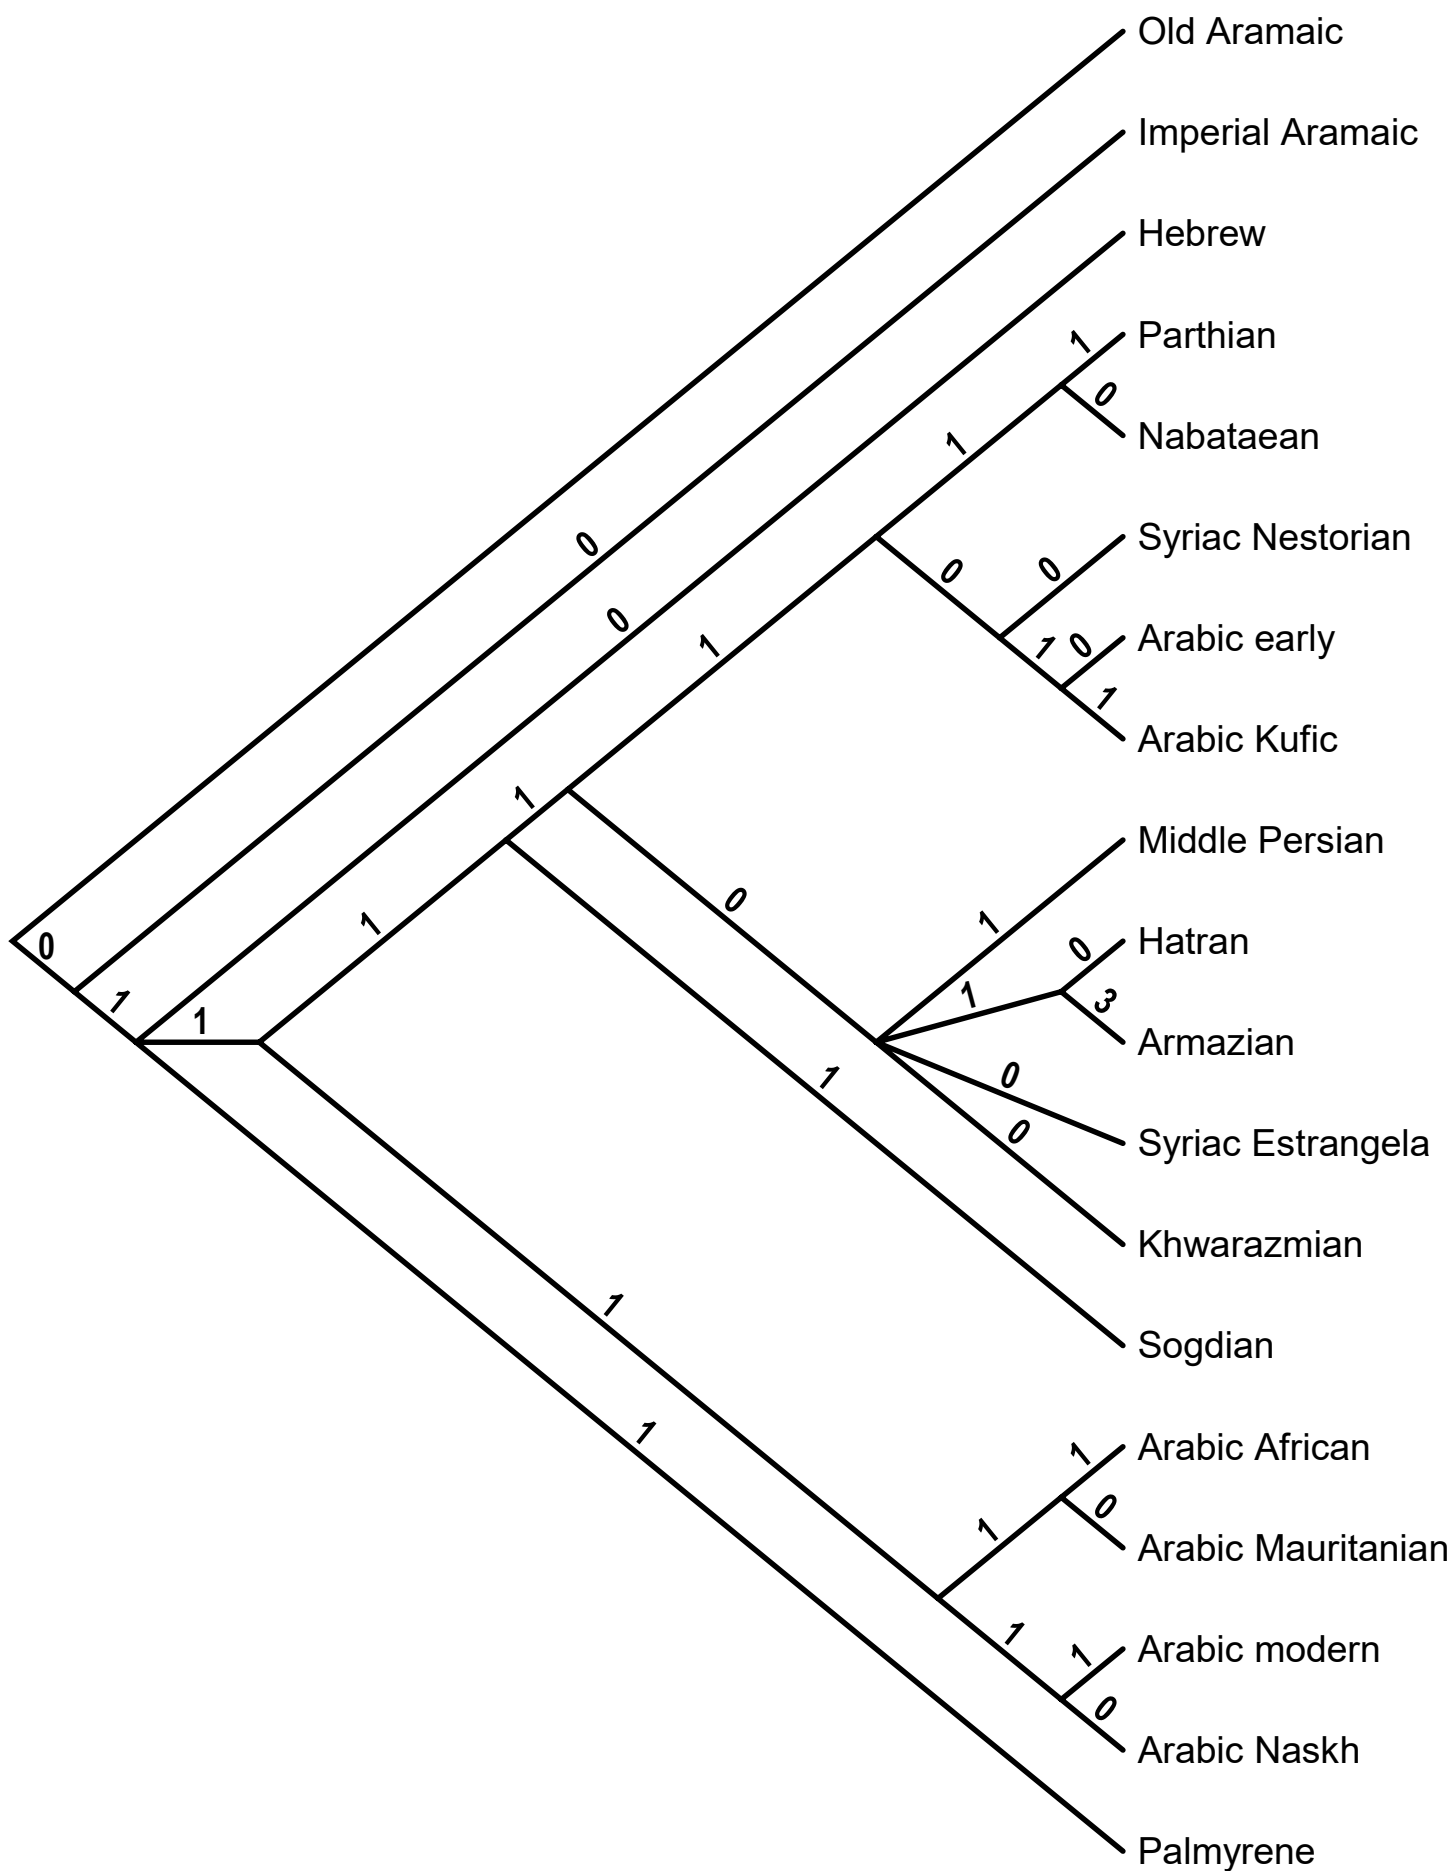 Old Aramaic
Imperial Aramaic
Hebrew
1 Parthian
0
1 Nabataean
0 0 0 Syriac Nestorian
0 1 1 0 Arabic early
1
Arabic Kufic
1
Middle Persian
0
1 1 0 Hatran
0 1 1 1 3
Armazian
0
1 0
Syriac Estrangela
Khwarazmian
1
Sogdian
1 1 Arabic African
1 0
Arabic Mauritanian
1 1 Arabic modern
0
Arabic Naskh
Palmyrene